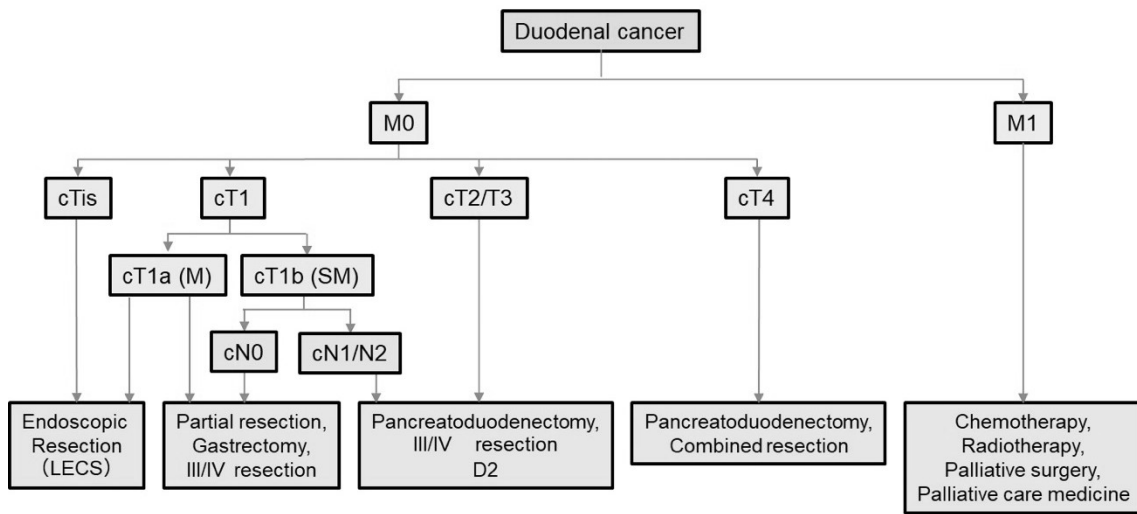 Duodenal cancer
M0
M1
cTis
cT1
cT2/T3
cT4
cT1a (M)
cT1b (SM)
cN0
cN1/N2
Endoscopic
Resection
(LECS)
Partial resection,
Gastrectomy,
III/IV resection
Pancreatoduodenectomy,
III/IV resection
D2
Pancreatoduodenectomy,
Combined resection
Chemotherapy,
Radiotherapy,
Palliative surgery,
Palliative care medicine